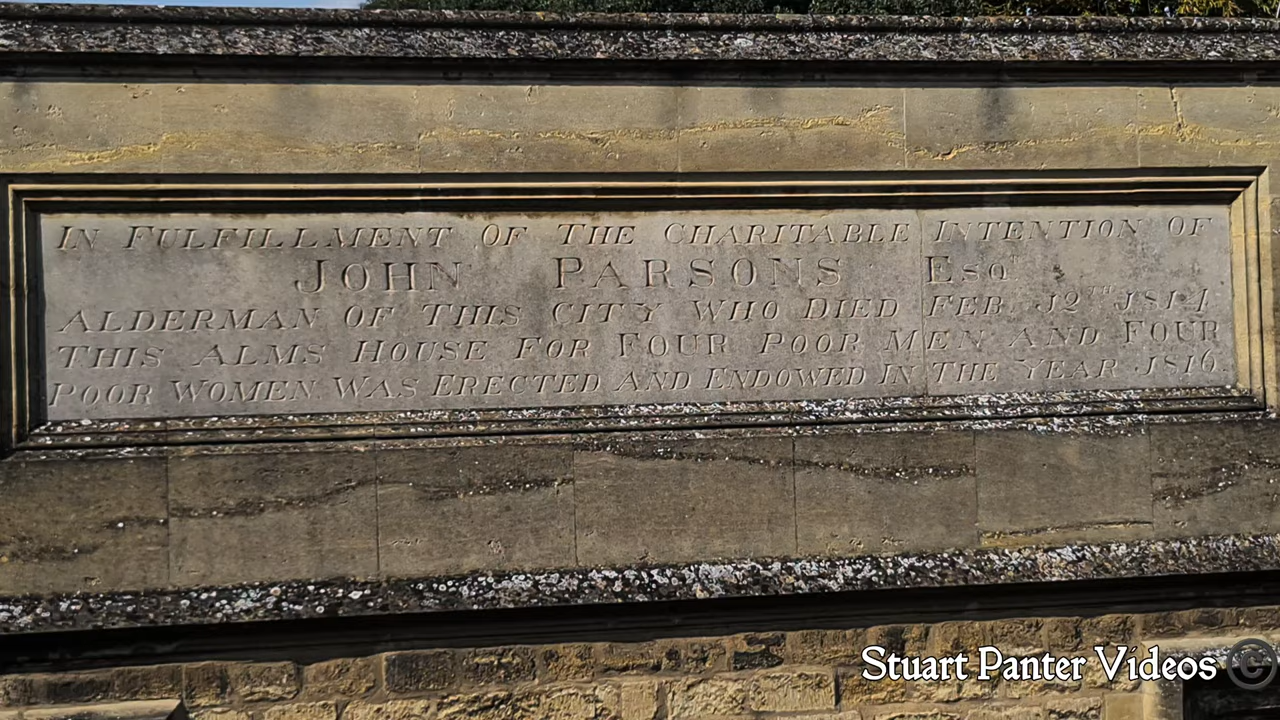 IN FULFILLMENT OF THE CHARITABLE INTENTION OF
JOHN PARSONS ESQR
ALDERMAN OF THIS CITY WHO DIED FEB. 12TH 1814.
THIS ALMS HOUSE FOR FOUR POOR MEN AND FOUR
POOR WOMEN WAS ERECTED AND ENDOWED IN THE YEAR 1816.
Stuart Panter Videos ©